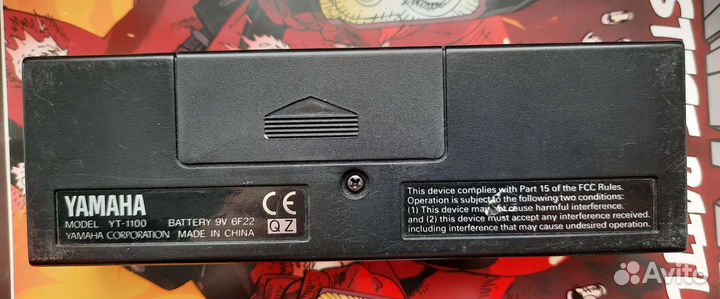 YAMAHA
MODEL YT-1100 BATTERY 9V 6F22
YAMAHA CORPORATION MADE IN CHINA
CE
QZ
This device complies with Part 15 of the FCC Rules.
Operation is subject to the following two conditions:
(1) This device may not cause harmful interference.
and (2) this device must accept any interference received.
including interference that may cause undesired operation.
Avito